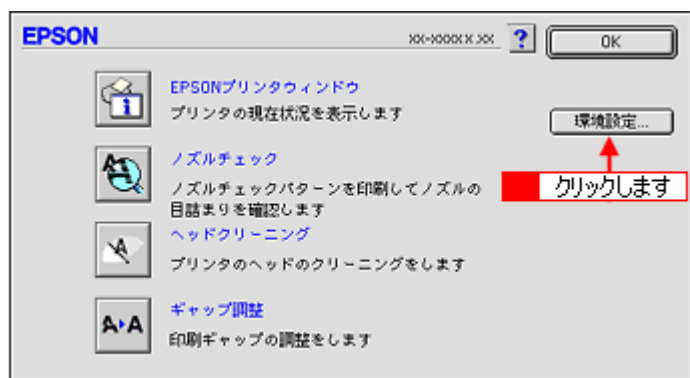 EPSON
XX-XXXXX X.XX
?
OK
EPSONプリンタウィンドウ
プリンタの現在状況を表示します
環境設定...
ノズルチェック
ノズルチェックパターンを印刷してノズルの
目詰まりを確認します
クリックします
ヘッドクリーニング
プリンタのヘッドのクリーニングをします
ギャップ調整
印刷ギャップの調整をします